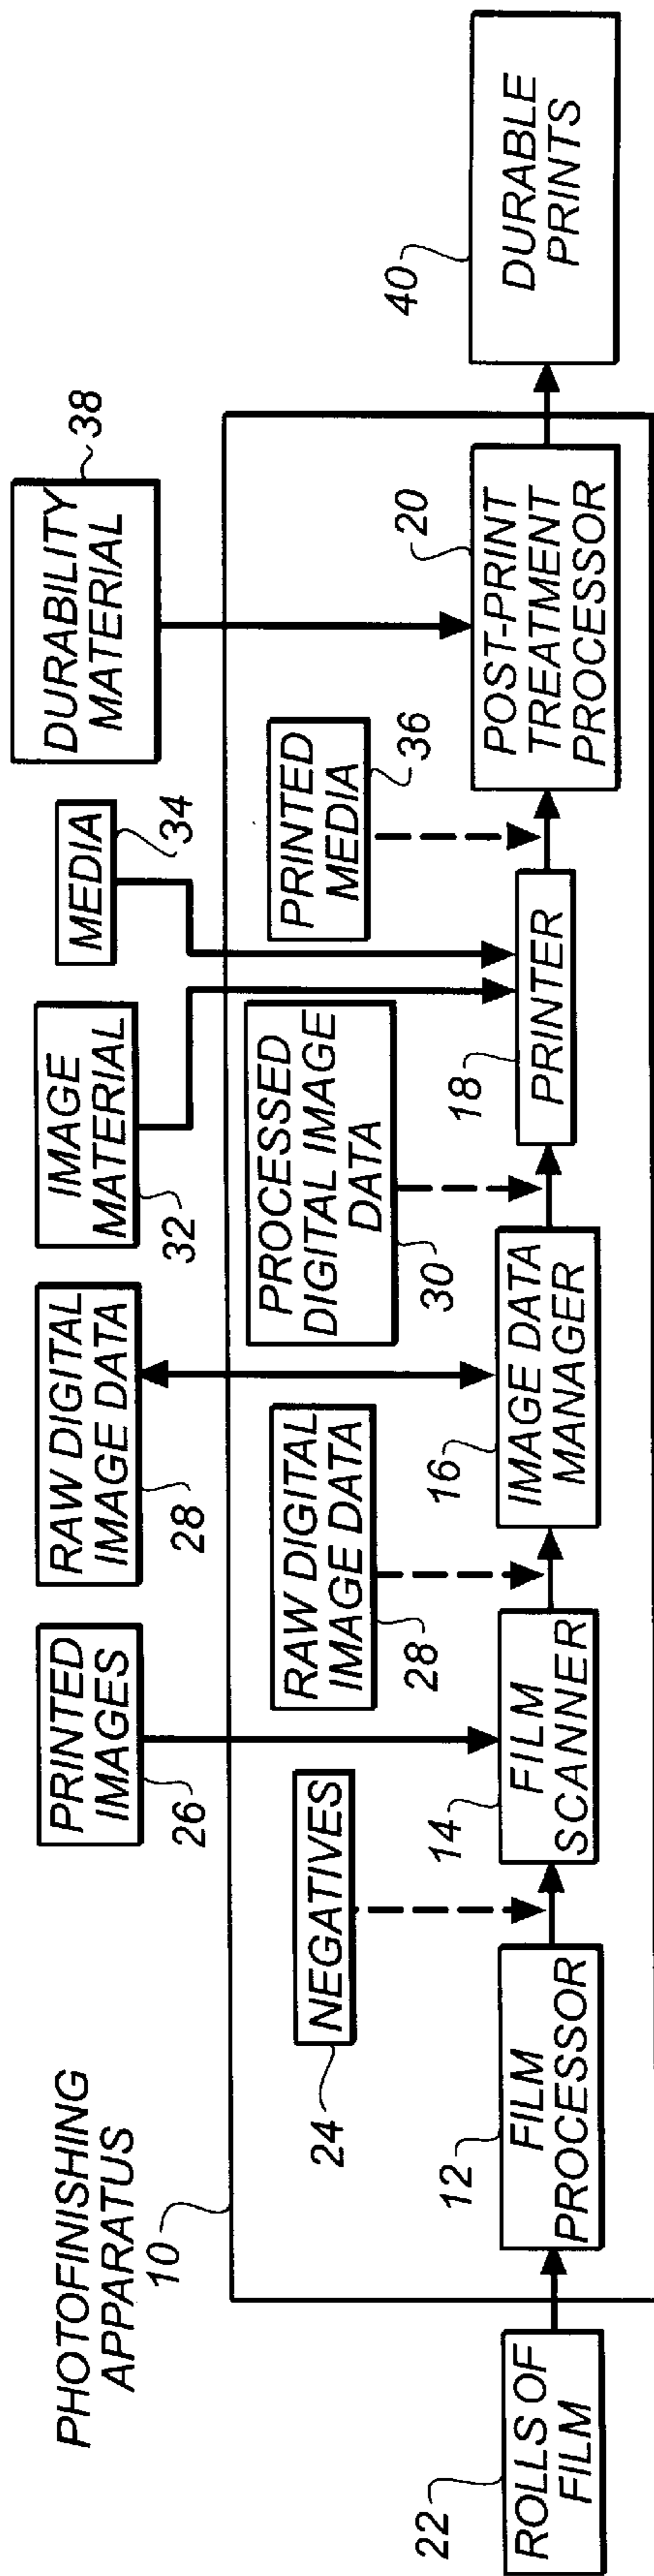 PHOTOFINISHING
APPARATUS
10
PRINTED
IMAGES
26
RAW DIGITAL
IMAGE DATA
28
IMAGE
MATERIAL
32
MEDIA
34
DURABILITY
MATERIAL
38
NEGATIVES
24
RAW DIGITAL
IMAGE DATA
28
PROCESSED
DIGITAL IMAGE
DATA
30
PRINTED
MEDIA
36
22
ROLLS OF
FILM
12
FILM
PROCESSOR
14
FILM
SCANNER
16
IMAGE DATA
MANAGER
18
PRINTER
20
POST-PRINT
TREATMENT
PROCESSOR
40
DURABLE
PRINTS